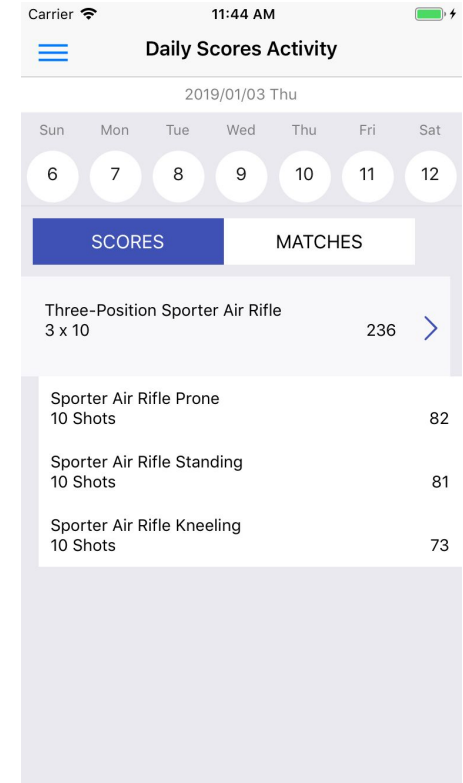 Carrier 11:44 AM
Daily Scores Activity
2019/01/03 Thu
Sun Mon Tue Wed Thu Fri Sat
6 7 8 9 10 11 12
SCORES MATCHES
Three-Position Sporter Air Rifle
3 x 10 236
Sporter Air Rifle Prone
10 Shots 82
Sporter Air Rifle Standing
10 Shots 81
Sporter Air Rifle Kneeling
10 Shots 73